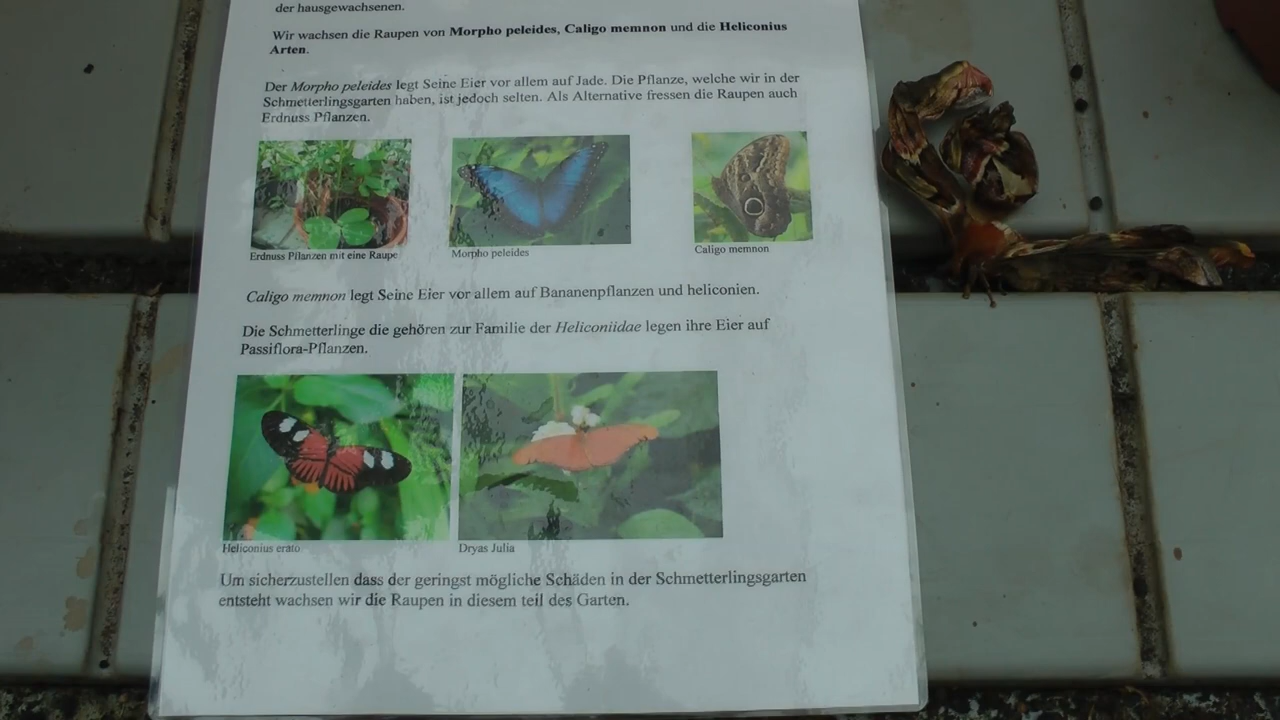 der hausgewachsenen.
Wir wachsen die Raupen von Morpho peleides, Caligo memnon und die Heliconius
Arten.
Der Morpho peleides legt Seine Eier vor allem auf Jade. Die Pflanze, welche wir in der
Schmetterlingsgarten haben, ist jedoch selten. Als Alternative fressen die Raupen auch
Erdnuss Pflanzen.
Erdnuss Pflanzen mit eine Raupe
Morpho peleides
Caligo memnon
Caligo memnon legt Seine Eier vor allem auf Bananenpflanzen und heliconien.
Die Schmetterlinge die gehören zur Familie der Heliconiidae legen ihre Eier auf
Passiflora-Pflanzen.
Heliconius erato
Dryas Julia
Um sicherzustellen dass der geringst mögliche Schäden in der Schmetterlingsgarten
entsteht wachsen wir die Raupen in diesem teil des Garten.